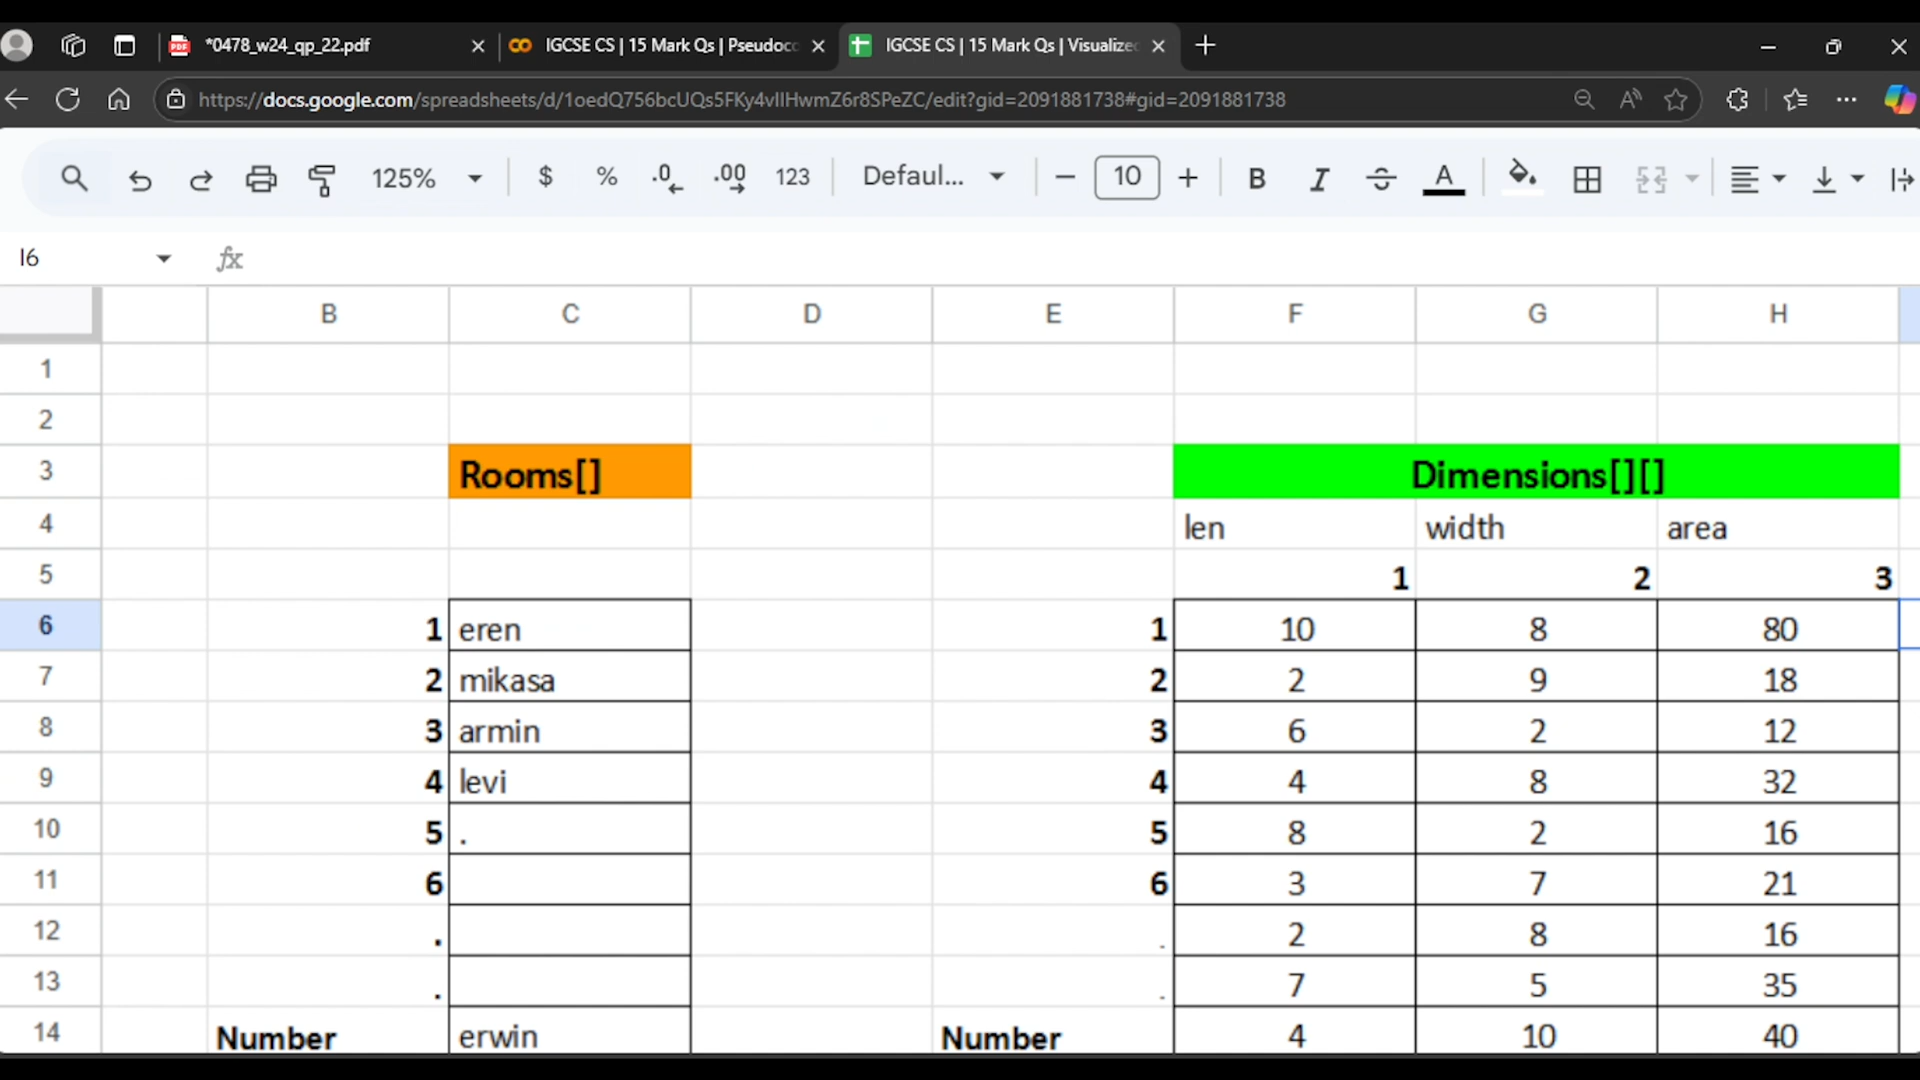 *0478_w24_qp_22.pdf
IGCSE CS | 15 Mark Qs | Pseudoco
IGCSE CS | 15 Mark Qs | Visualize
https://docs.google.com/spreadsheets/d/1oedQ756bcUQs5FKy4vlIHwmZ6r8SPeZC/edit?gid=2091881738#gid=2091881738
125% $ % .0 .00 123 Defaul... − 10 + B I S A
I6 fx
B C D E F G H
1
2
3 Rooms[] Dimensions[][]
4 len width area
5 1 2 3
6 1 eren 1 10 8 80
7 2 mikasa 2 2 9 18
8 3 armin 3 6 2 12
9 4 levi 4 4 8 32
10 5 . 5 8 2 16
11 6 6 3 7 21
12 . . 2 8 16
13 . . 7 5 35
14 Number erwin Number 4 10 40